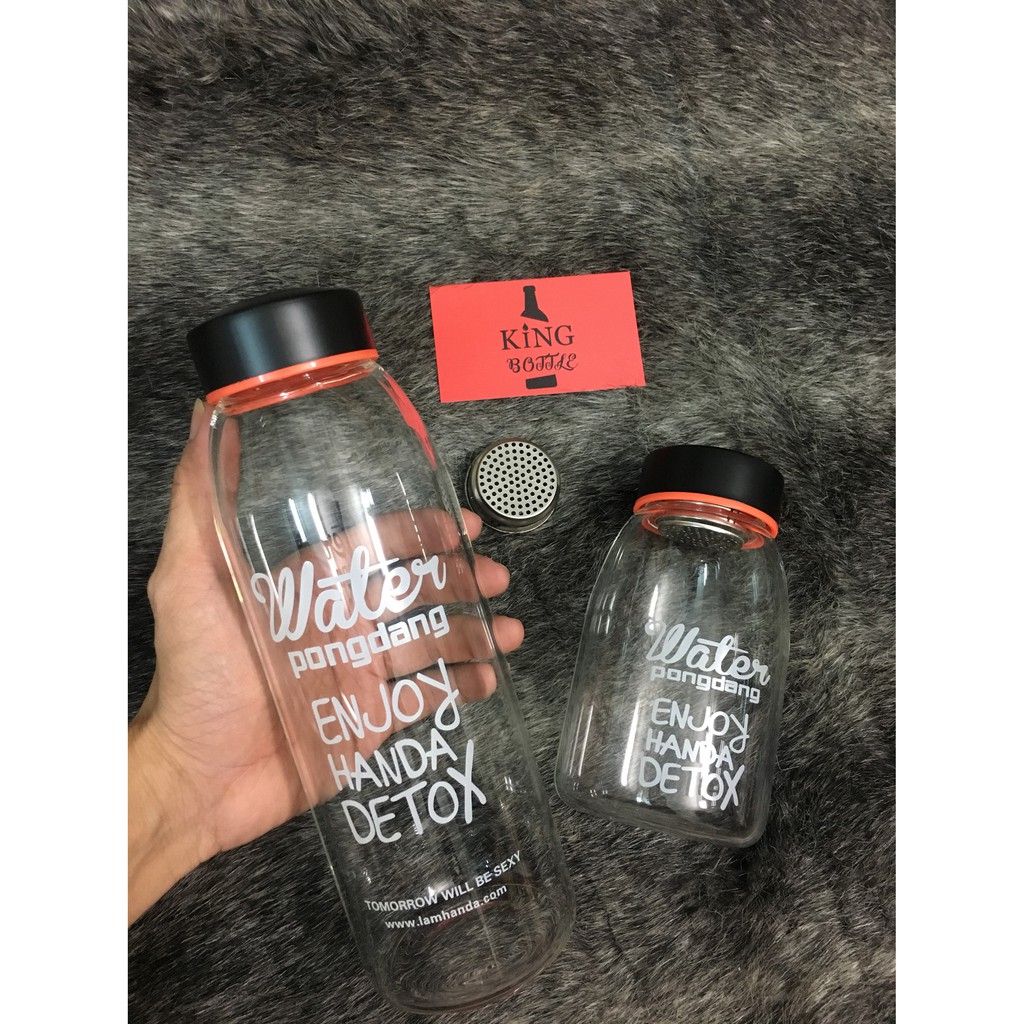 KiNG
BOTTLE
Water
pongdang
ENJOY
HANDA
DETOX
TOMORROW WILL BE SEXY
www.lamhanda.com
Water
pongdang
ENJOY
HANDA
DETOX